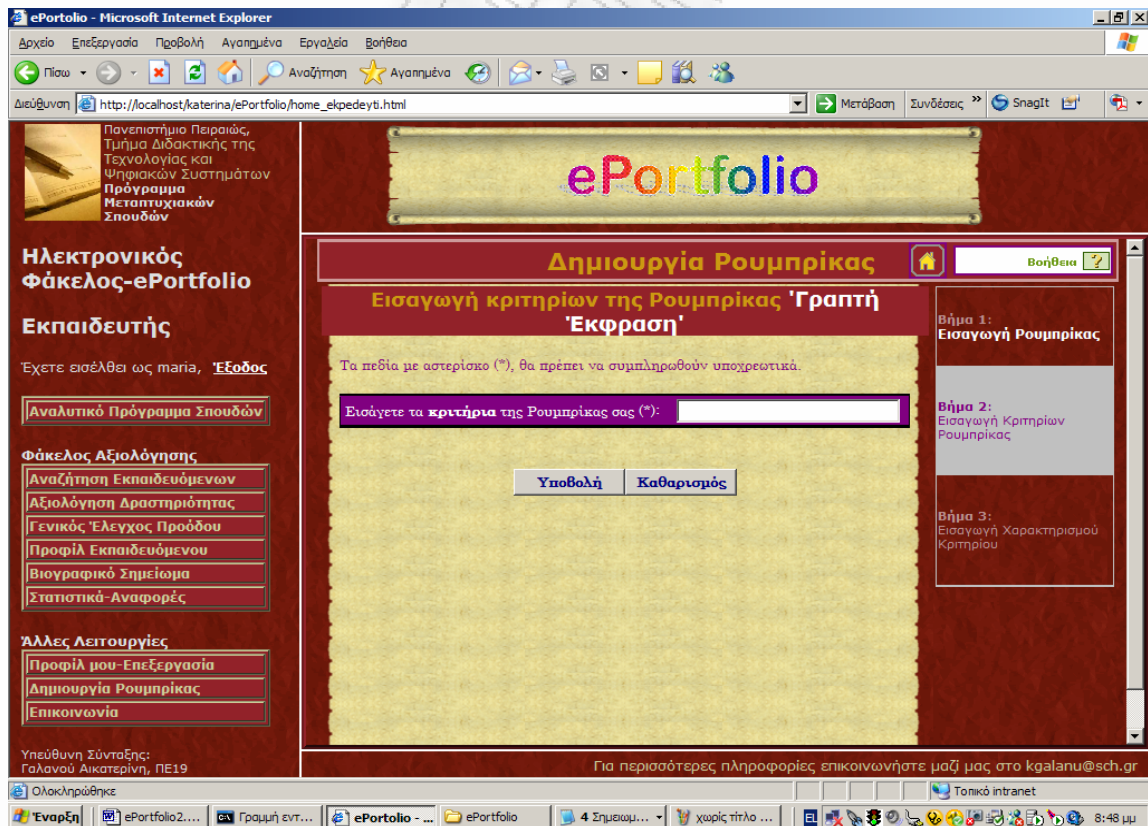 ePortolio - Microsoft Internet Explorer
Αρχείο Επεξεργασία Προβολή Αγαπημένα Εργαλεία Βοήθεια
Πίσω Αναζήτηση Αγαπημένα
Διεύθυνση http://localhost/katerina/ePortfolio/home_ekpedeyti.html Μετάβαση Συνδέσεις » SnagIt
Πανεπιστήμιο Πειραιώς,
Τμήμα Διδακτικής της
Τεχνολογίας και
Ψηφιακών Συστημάτων
Πρόγραμμα
Μεταπτυχιακών
Σπουδών
ePortfolio
Ηλεκτρονικός
Φάκελος-ePortfolio
Εκπαιδευτής
Έχετε εισέλθει ως maria, Έξοδος
Αναλυτικό Πρόγραμμα Σπουδών
Φάκελος Αξιολόγησης
Αναζήτηση Εκπαιδευόμενων
Αξιολόγηση Δραστηριότητας
Γενικός Έλεγχος Προόδου
Προφίλ Εκπαιδευόμενου
Βιογραφικό Σημείωμα
Στατιστικά-Αναφορές
Άλλες Λειτουργίες
Προφίλ μου-Επεξεργασία
Δημιουργία Ρουμπρίκας
Επικοινωνία
Υπεύθυνη Σύνταξης:
Γαλανού Αικατερίνη, ΠΕ19
Δημιουργία Ρουμπρίκας
Βοήθεια ?
Εισαγωγή κριτηρίων της Ρουμπρίκας 'Γραπτή
Έκφραση'
Τα πεδία με αστερίσκο (*), θα πρέπει να συμπληρωθούν υποχρεωτικά.
Εισάγετε τα κριτήρια της Ρουμπρίκας σας (*):
Υποβολή Καθαρισμός
Βήμα 1:
Εισαγωγή Ρουμπρίκας
Βήμα 2:
Εισαγωγή Κριτηρίων
Ρουμπρίκας
Βήμα 3:
Εισαγωγή Χαρακτηρισμού
Κριτηρίου
Για περισσότερες πληροφορίες επικοινωνήστε μαζί μας στο kgalanu@sch.gr
Ολοκληρώθηκε Τοπικό intranet
Έναρξη ePortfolio2.... Γραμμή εντ... ePortfolio - ... ePortfolio 4 Σημειωμ... χωρίς τίτλο ... EL 8:48 μμ